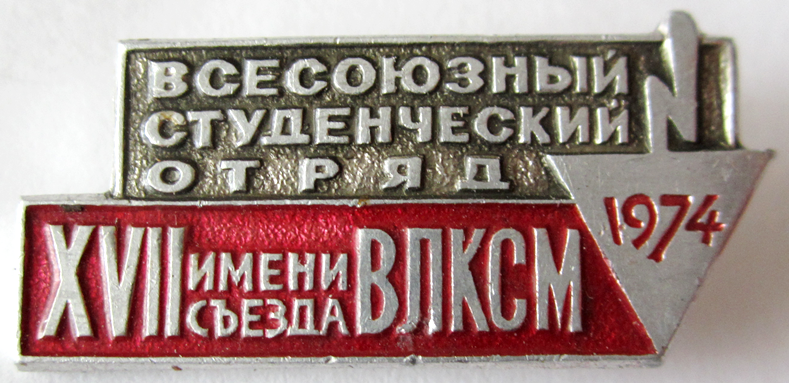 ВСЕСОЮЗНЫЙ
СТУДЕНЧЕСКИЙ
ОТРЯД
XVII ИМЕНИ СЪЕЗДА ВЛКСМ
1974